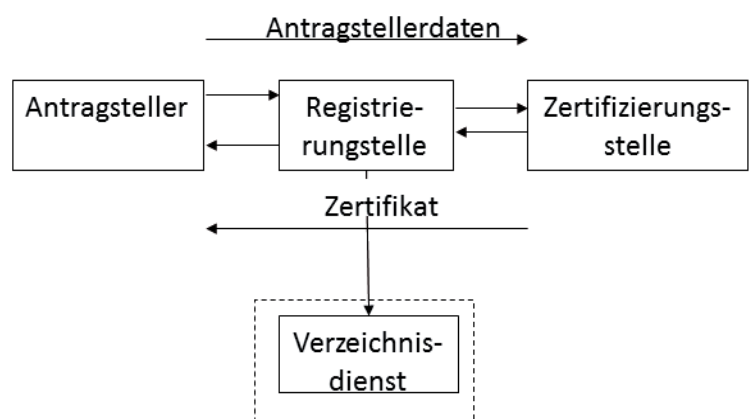 Antragstellerdaten
Antragsteller
Registrie-
rungstelle
Zertifizierungs-
stelle
Zertifikat
Verzeichnis-
dienst